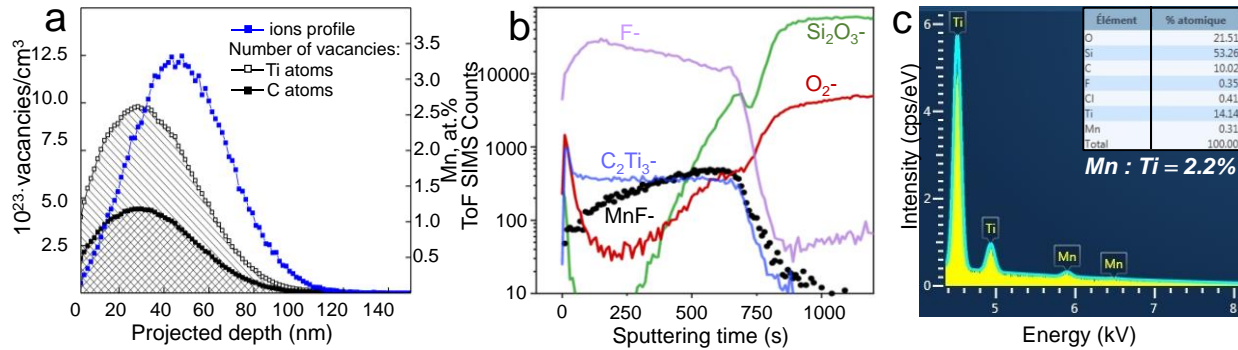 a
ions profile
Number of vacancies:
Ti atoms
C atoms
12.5
10.0
7.5
5.0
2.5
10²³·vacancies/cm³
3.5
3.0
2.5
2.0
1.5
1.0
0.5
Mn, at.%
0 20 40 60 80 100 120 140
Projected depth (nm)
b
F-
Si₂O₃-
O₂-
C₂Ti₃-
MnF-
10000
1000
100
10
ToF SIMS Counts
0 250 500 750 1000
Sputtering time (s)
c
6
4
2
0
Intensity (cps/eV)
Ti
Ti
Mn
Mn
Élément % atomique
O 21.51
Si 53.26
C 10.02
F 0.35
Cl 0.41
Ti 14.14
Mn 0.31
Total 100.00
Mn : Ti = 2.2%
5 6 7 8
Energy (kV)